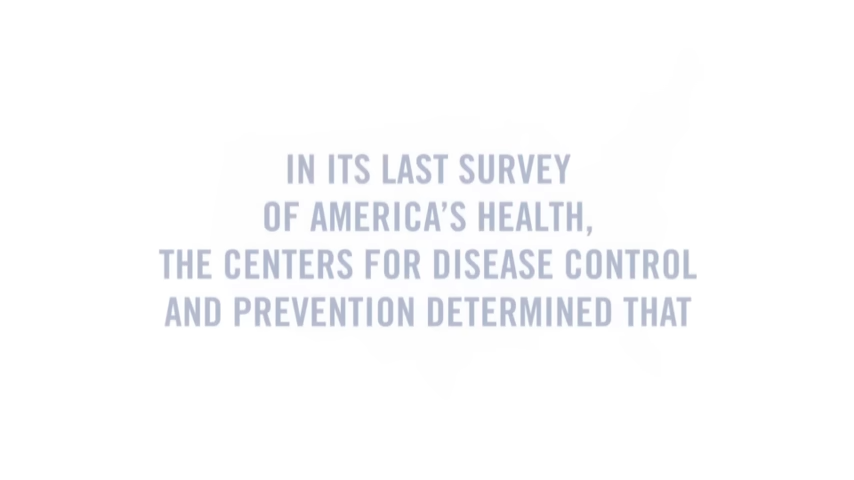 IN ITS LAST SURVEY
OF AMERICA'S HEALTH,
THE CENTERS FOR DISEASE CONTROL
AND PREVENTION DETERMINED THAT